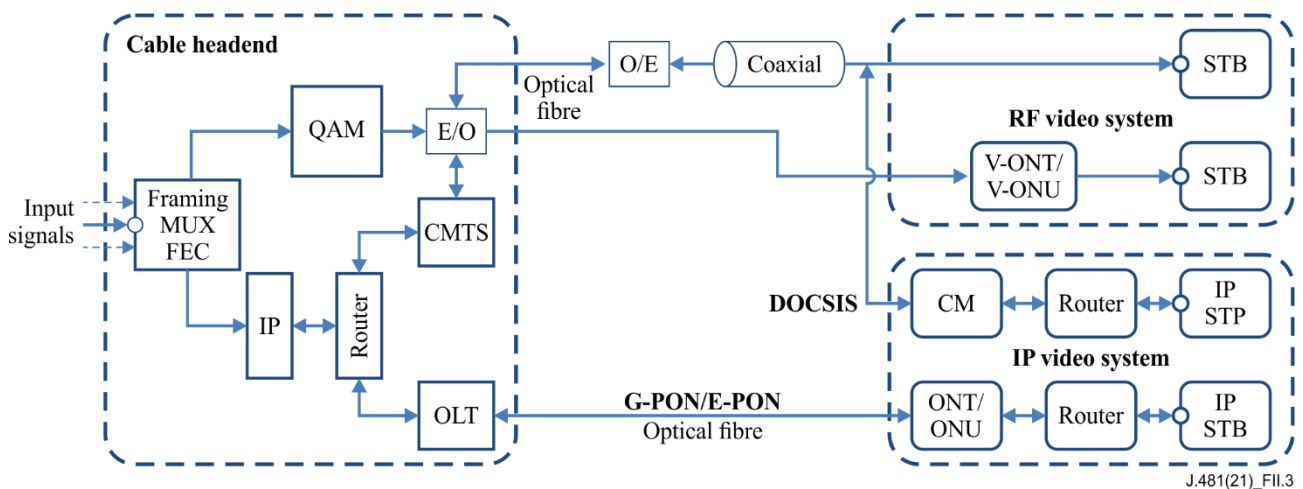 Cable headend
Input
signals
Framing
MUX
FEC
QAM
E/O
CMTS
IP
Router
OLT
Optical
fibre
O/E
Coaxial
STB
RF video system
V-ONT/
V-ONU
STB
DOCSIS
CM
Router
IP
STP
IP video system
G-PON/E-PON
Optical fibre
ONT/
ONU
Router
IP
STB
J.481(21)_FII.3